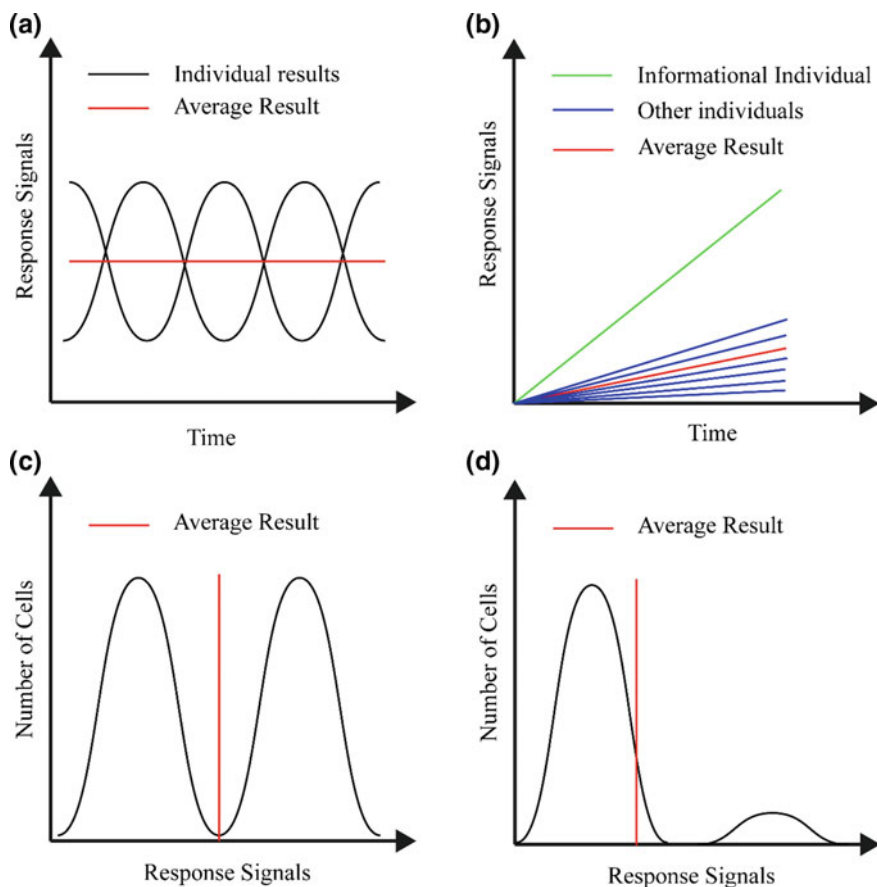 (a)
Individual results
Average Result
Response Signals
Time
(b)
Informational Individual
Other individuals
Average Result
Response Signals
Time
(c)
Average Result
Number of Cells
Response Signals
(d)
Average Result
Number of Cells
Response Signals